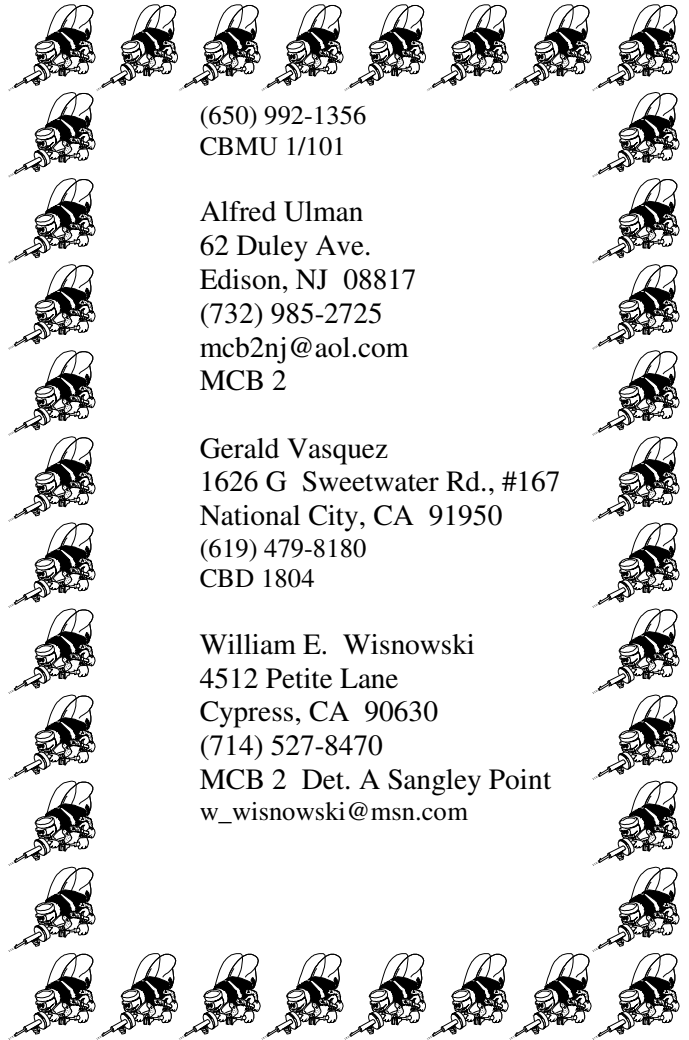 (650) 992-1356
CBMU 1/101
Alfred Ulman
62 Duley Ave.
Edison, NJ  08817
(732) 985-2725
mcb2nj@aol.com
MCB 2
Gerald Vasquez
1626 G  Sweetwater Rd., #167
National City, CA  91950
(619) 479-8180
CBD 1804
William E.  Wisnowski
4512 Petite Lane
Cypress, CA  90630
(714) 527-8470
MCB 2  Det. A Sangley Point
w_wisnowski@msn.com